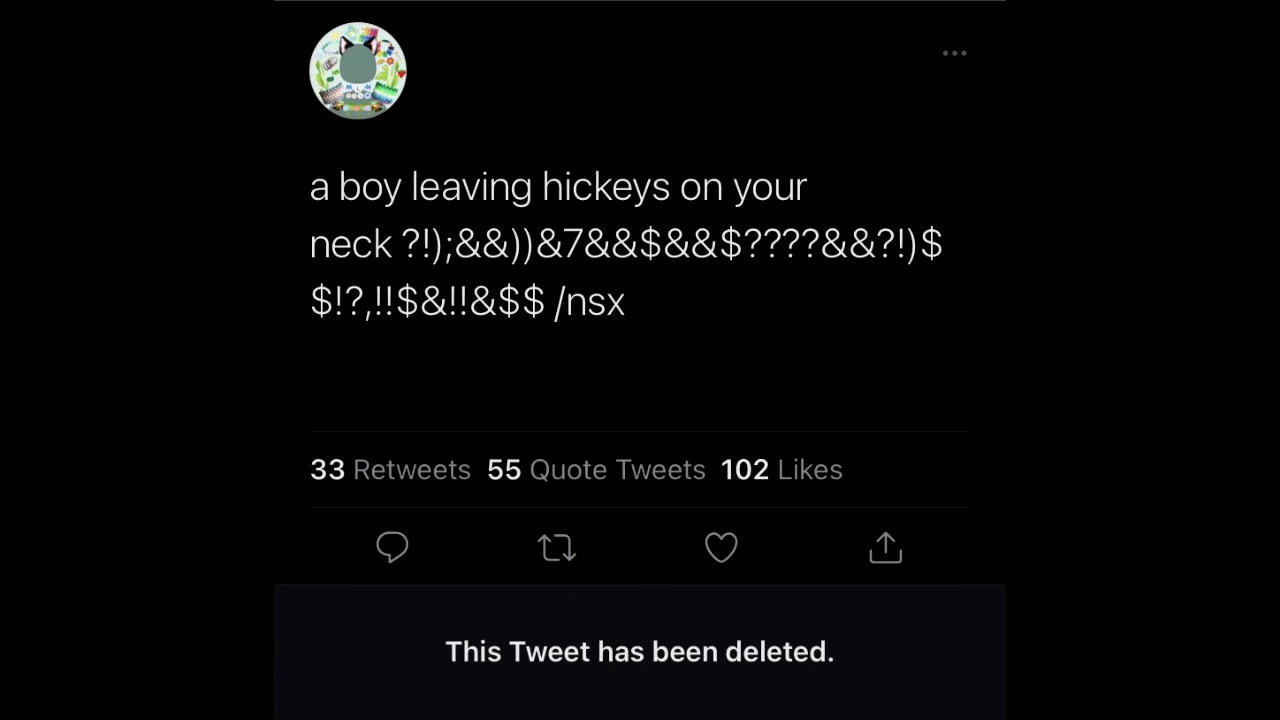 a boy leaving hickeys on your
neck ?!);&&))&7&&$&&$????&&?!)$
$!?,!!$&!!&$$ /nsx
33 Retweets 55 Quote Tweets 102 Likes
This Tweet has been deleted.